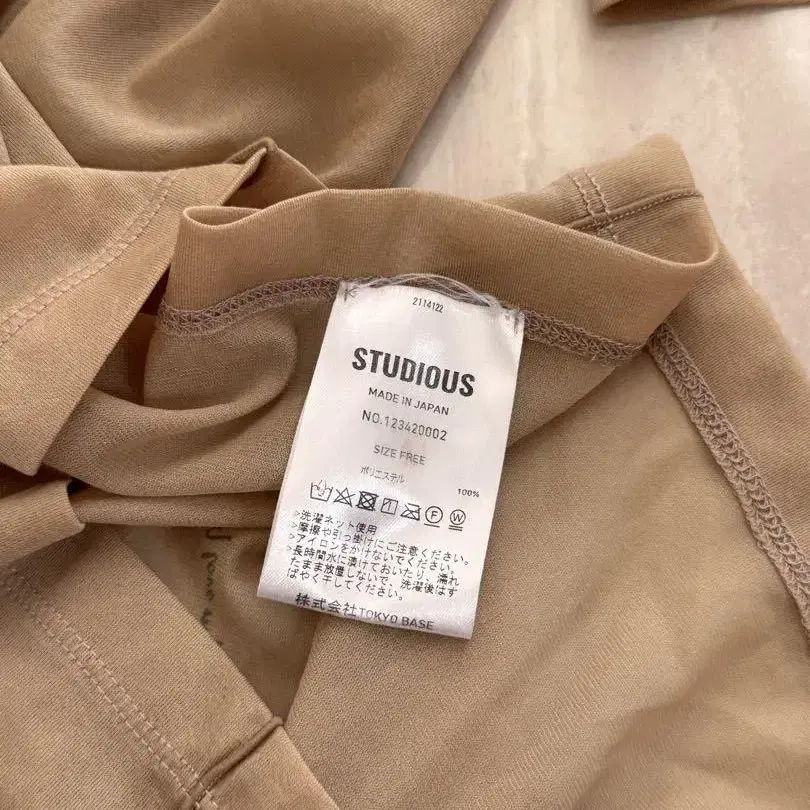 2114122
STUDIOUS
MADE IN JAPAN
NO.123420002
SIZE FREE
ポリエステル
100%
F W
>洗濯ネット使用
>摩擦や引っ掛けにご注意ください。
>アイロンをかけないでください。
>長時間水に漬けておいたり、濡れ
たまま放置しないで、洗濯後はす
ばやく干してください。
株式会社TOKYO BASE